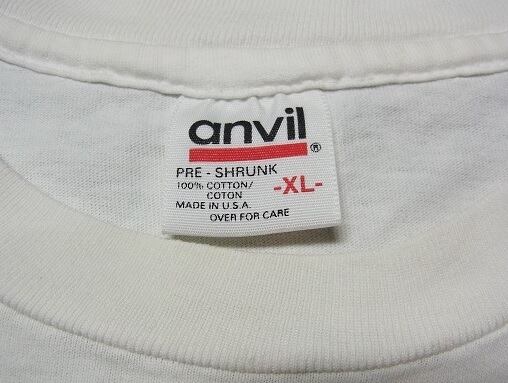 anvil®
PRE - SHRUNK
100% COTTON/
COTON
-XL-
MADE IN U.S.A.
OVER FOR CARE